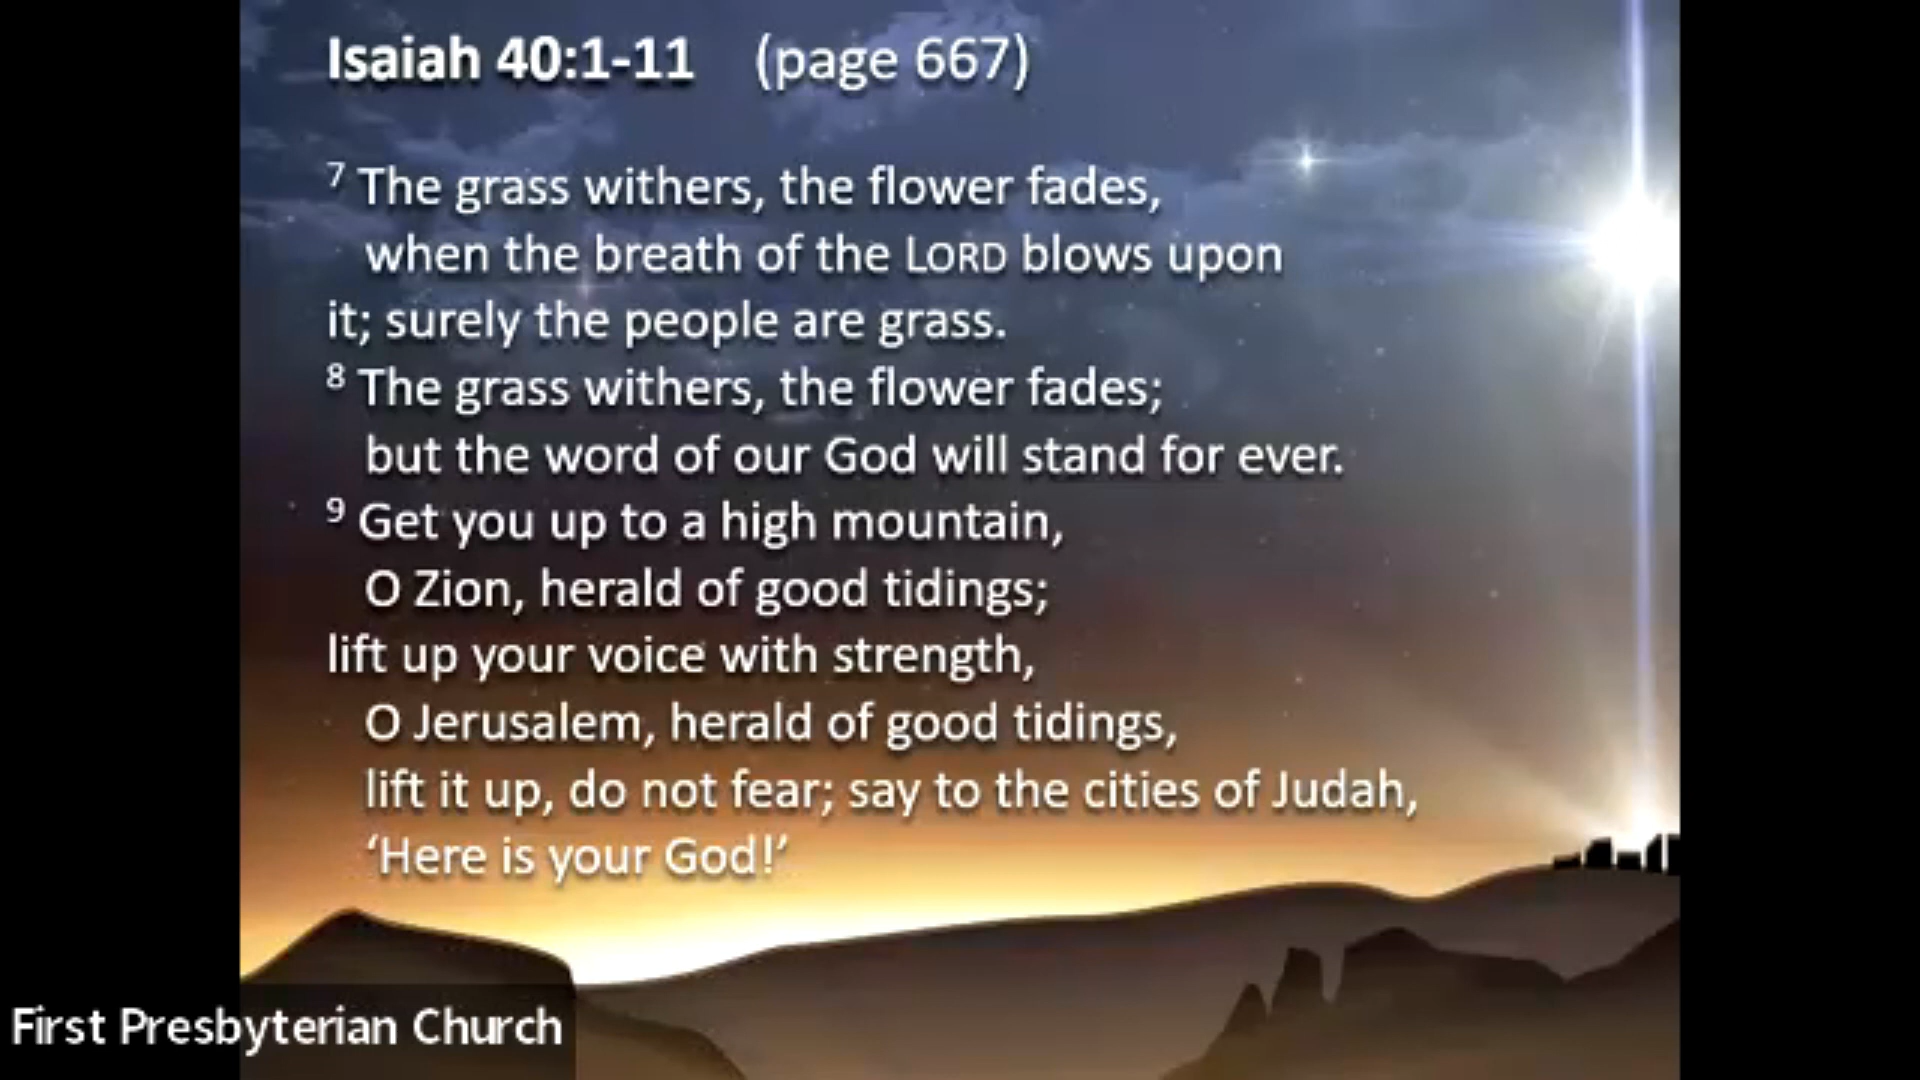 Isaiah 40:1-11 (page 667)
7 The grass withers, the flower fades,
when the breath of the LORD blows upon
it; surely the people are grass.
8 The grass withers, the flower fades;
but the word of our God will stand for ever.
9 Get you up to a high mountain,
O Zion, herald of good tidings;
lift up your voice with strength,
O Jerusalem, herald of good tidings,
lift it up, do not fear; say to the cities of Judah,
‘Here is your God!’
First Presbyterian Church